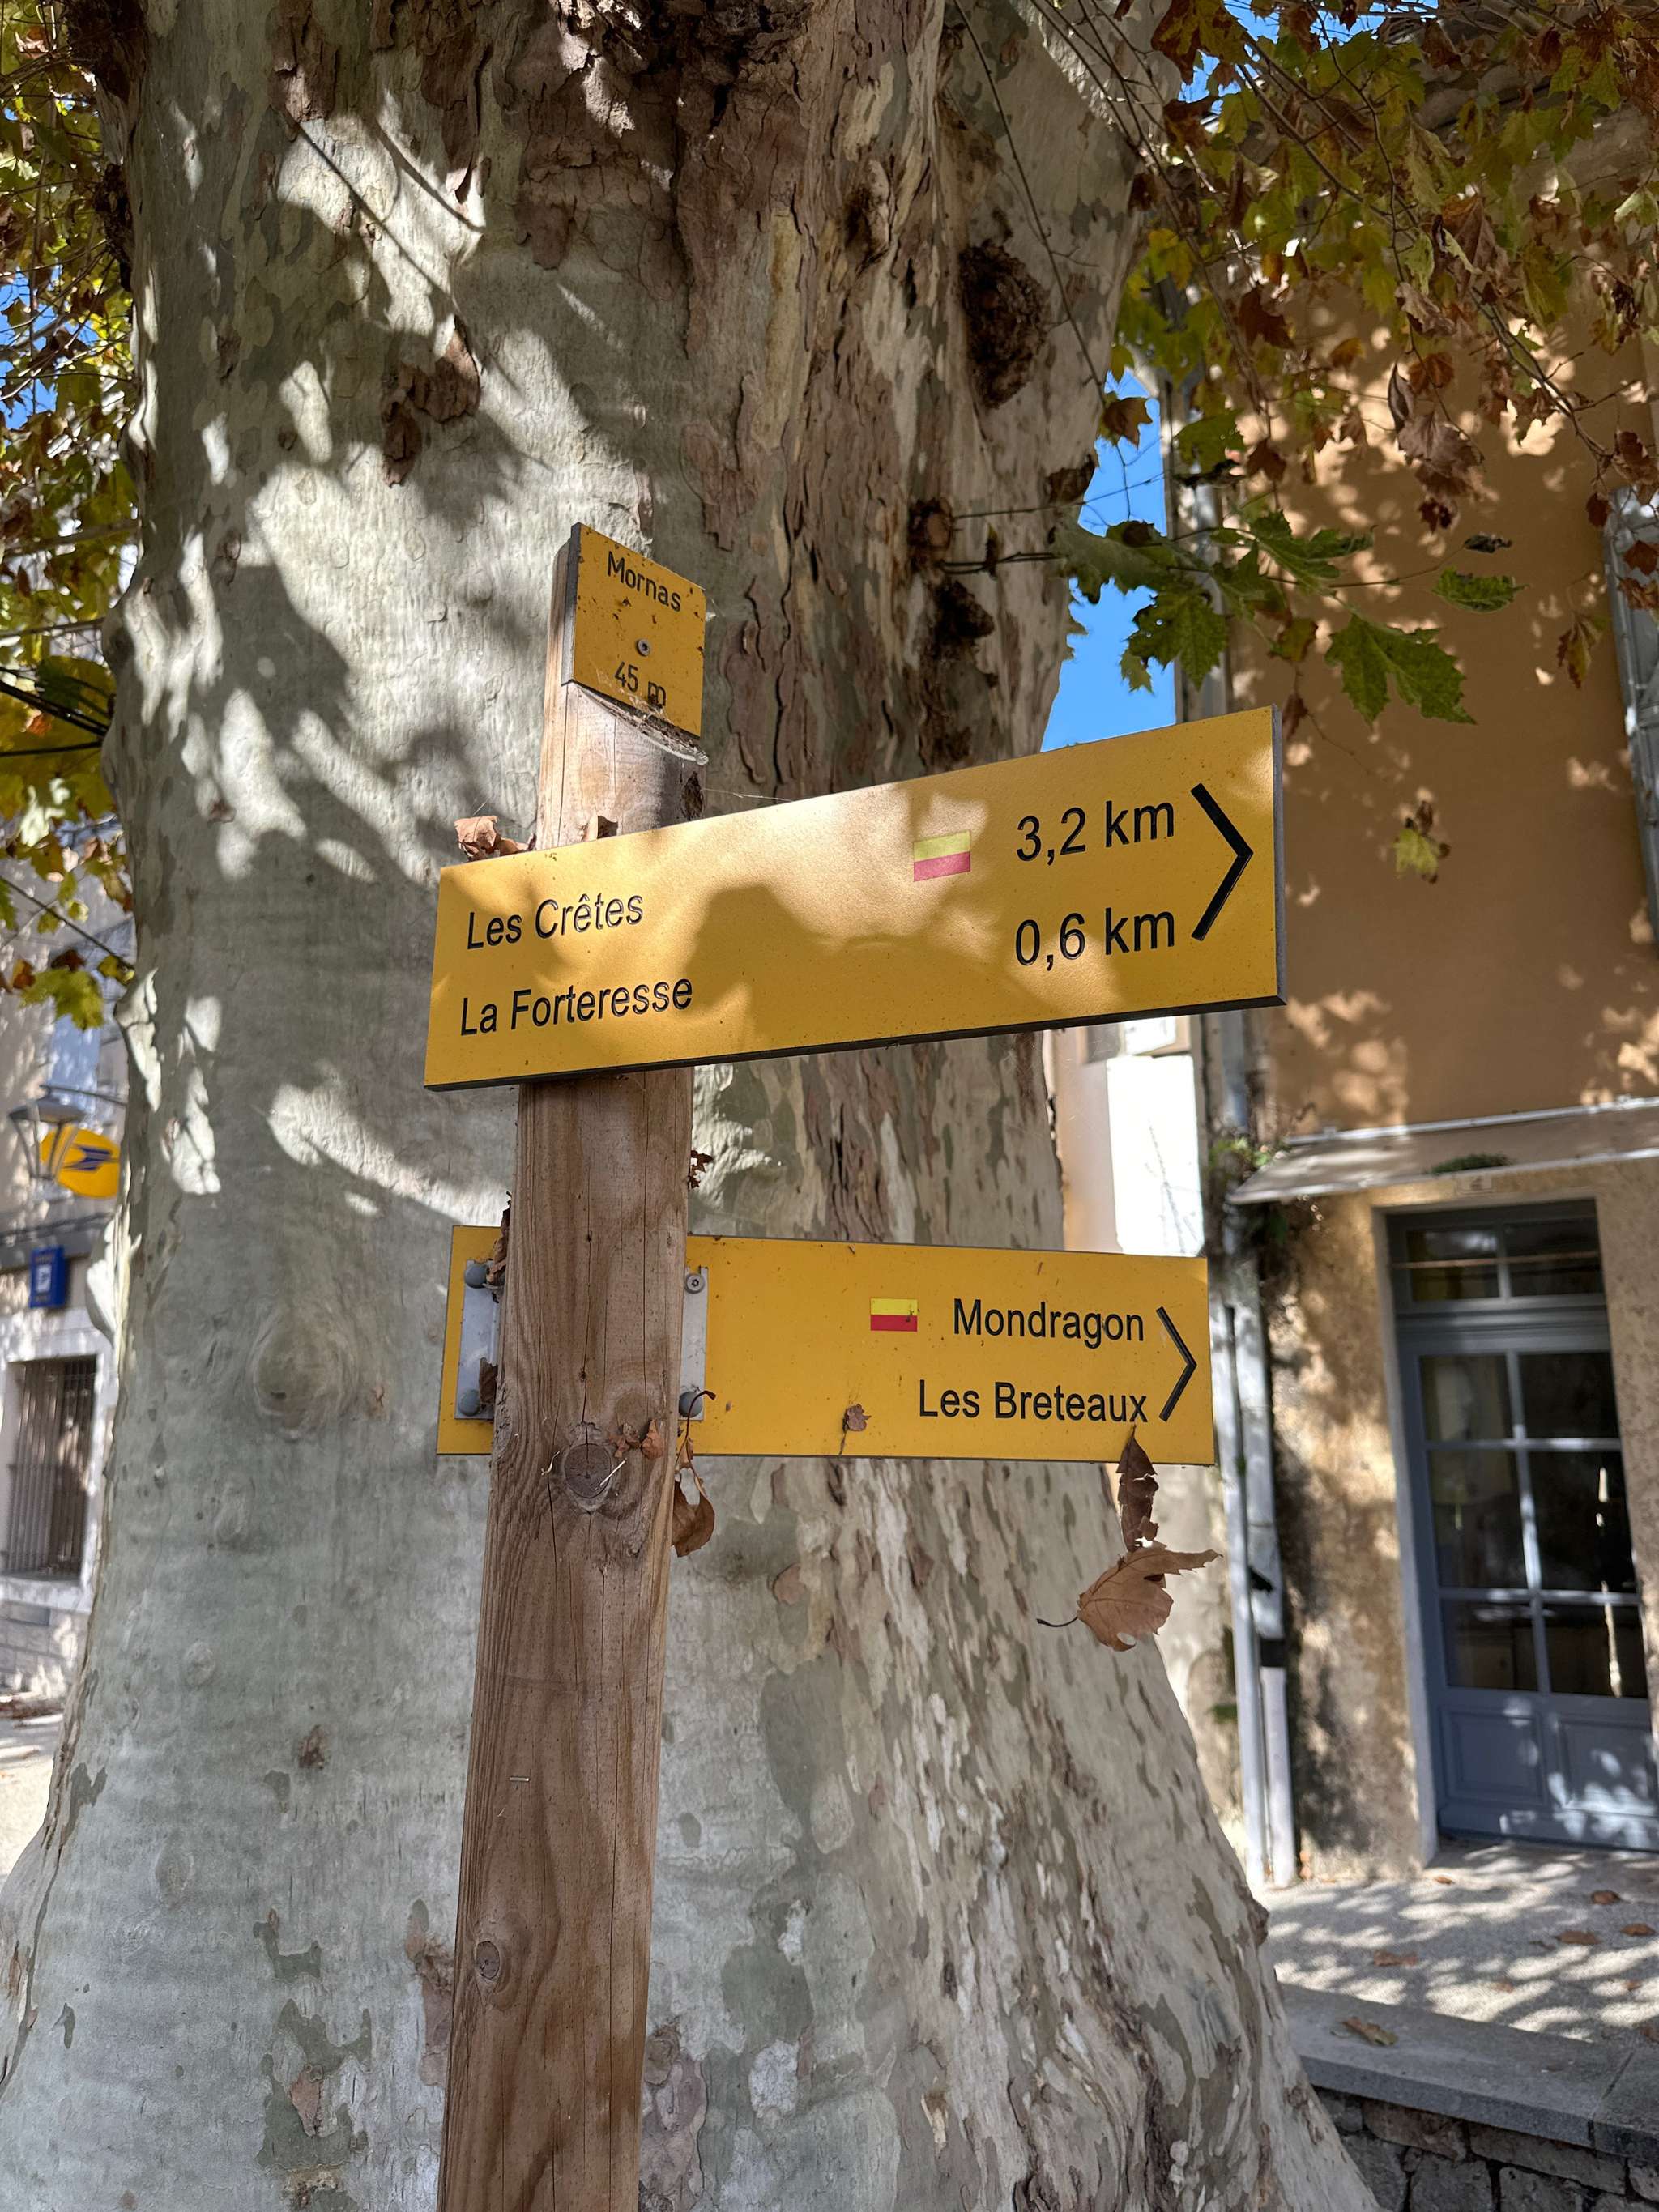 Mornas
45 m
Les Crêtes 3,2 km
La Forteresse 0,6 km
Mondragon
Les Breteaux